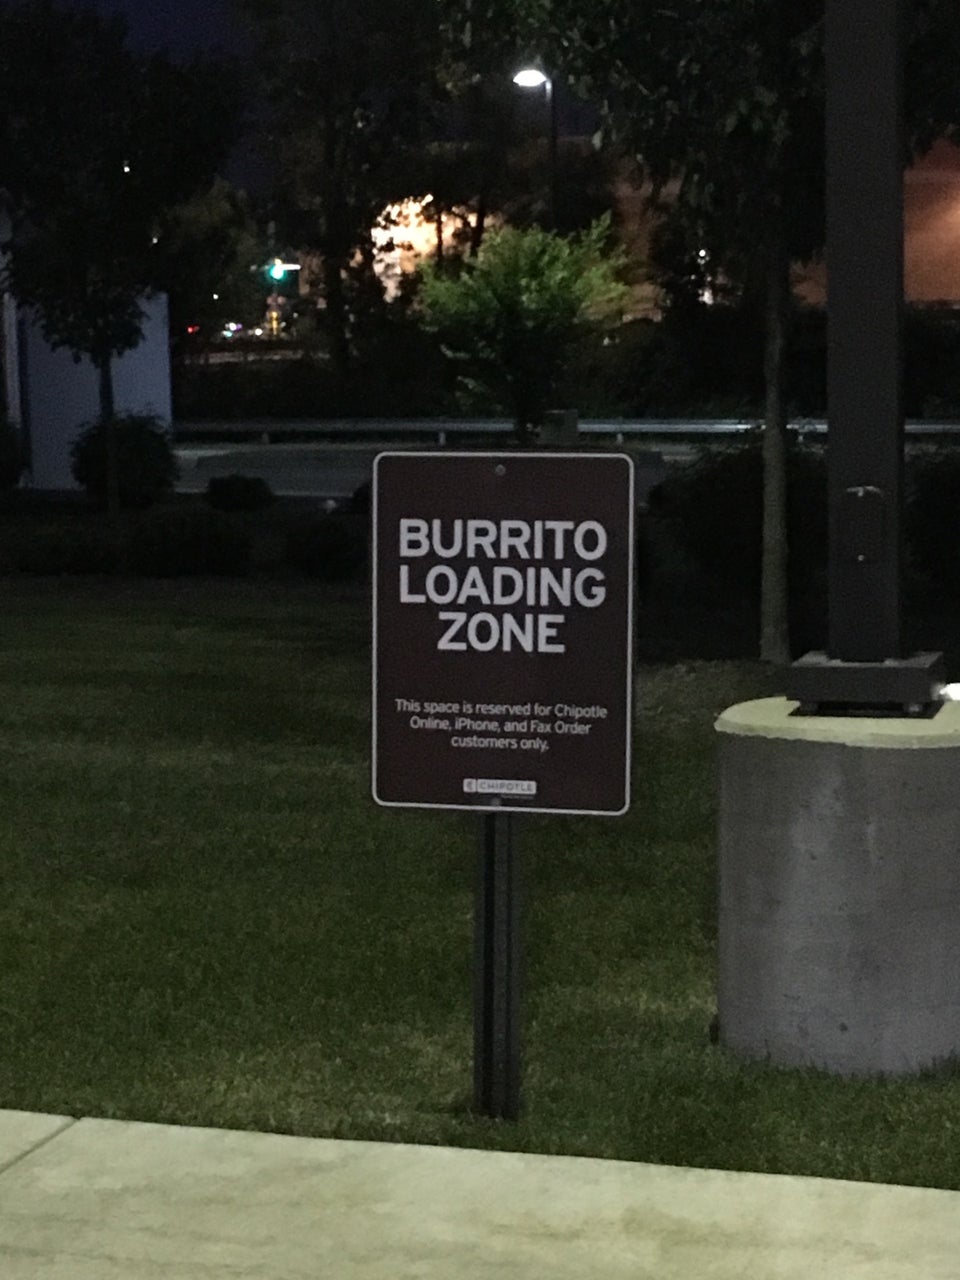 BURRITO
LOADING
ZONE
This space is reserved for Chipotle
Online, iPhone, and Fax Order
customers only.
CHIPOTLE